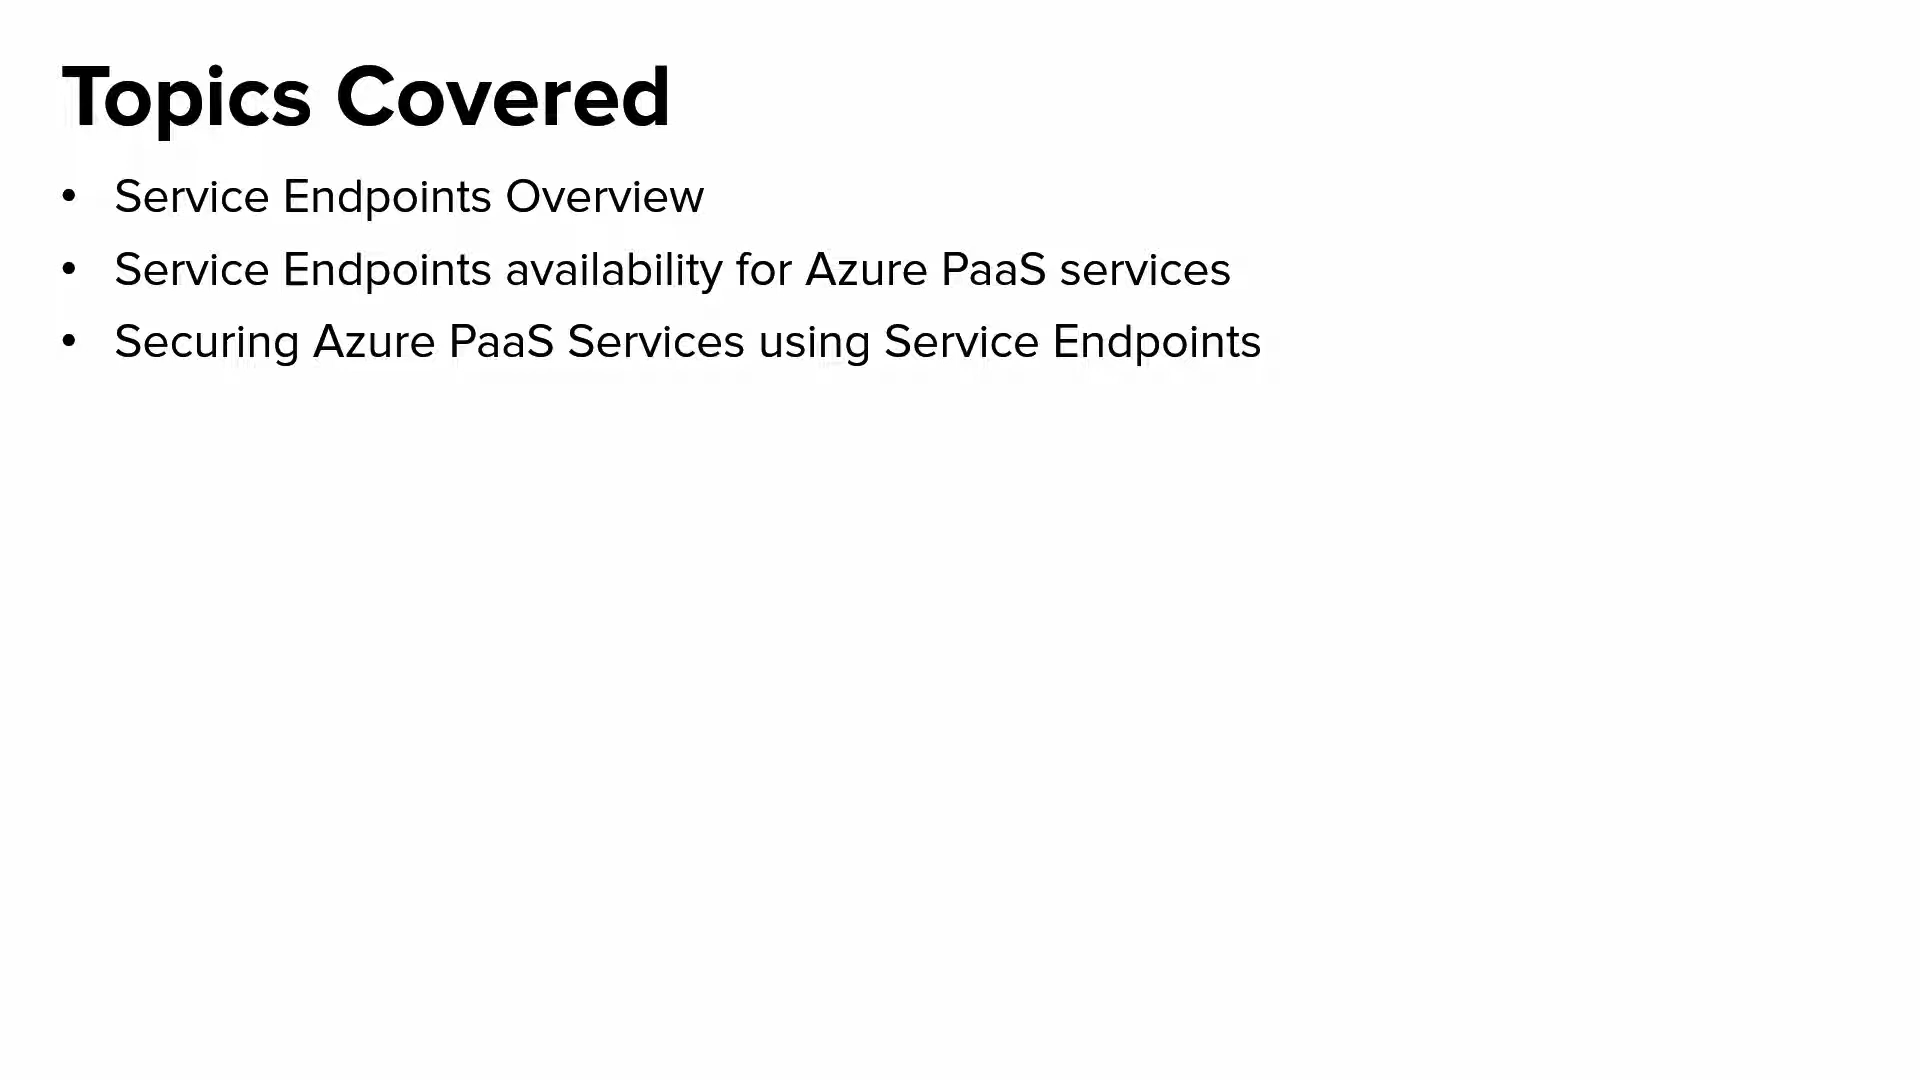 Topics Covered
• Service Endpoints Overview
• Service Endpoints availability for Azure PaaS services
• Securing Azure PaaS Services using Service Endpoints